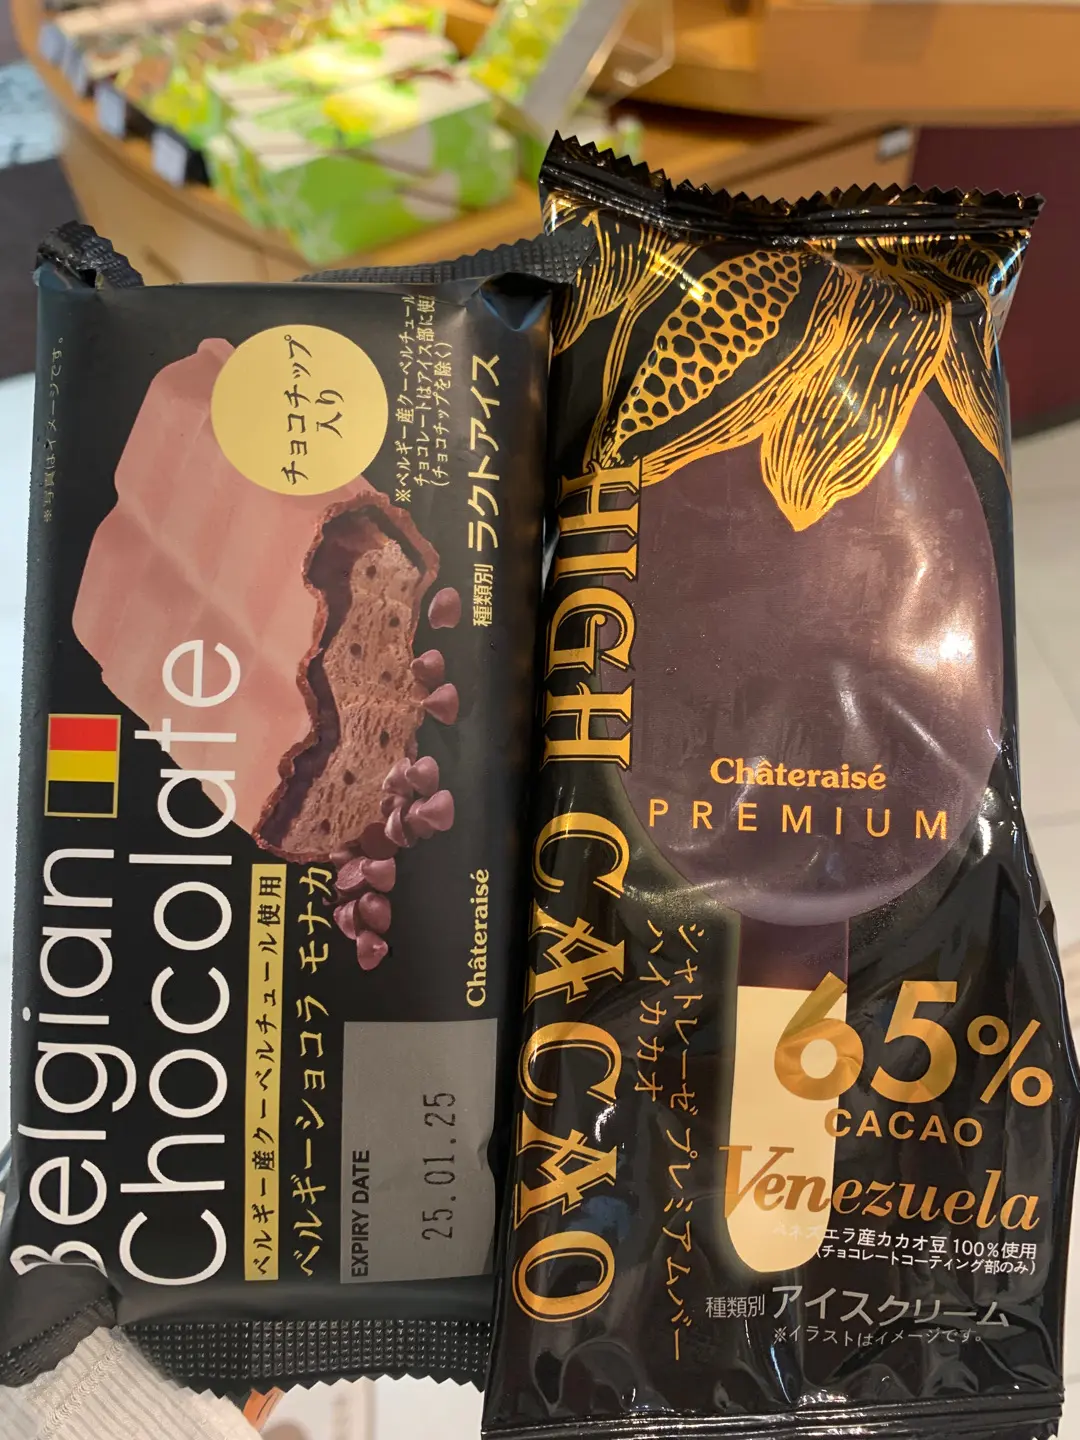 ※写真はイメージです。
チョコチップ
入り
※ベルギー産クーベルチュール
チョコレートはアイス部に使用
(チョコチップを除く)
種類別 ラクトアイス
Belgian
Chocolate
ベルギー産クーベルチュール使用
ベルギーショコラ モナカ
Châteraisé
EXPIRY DATE
25.01.25
HIGH CACAO
Châteraisé
PREMIUM
シャトレーゼ プレミアムバー
ハイカカオ
65%
CACAO
Venezuela
ベネズエラ産カカオ豆100%使用
(チョコレートコーティング部のみ)
種類別 アイスクリーム
※イラストはイメージです。